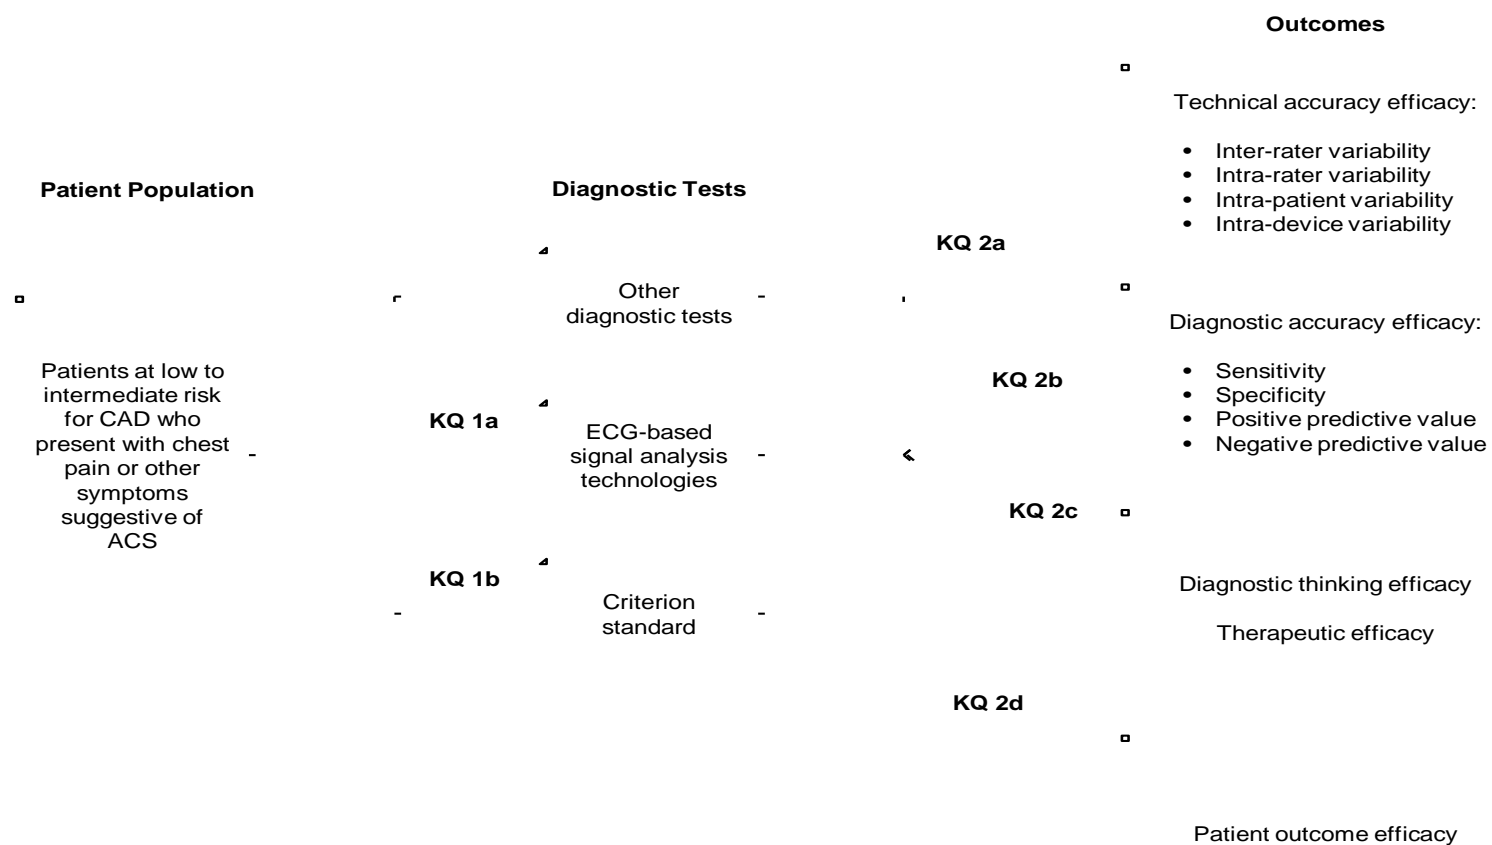 Outcomes
Technical accuracy efficacy:
• Inter-rater variability
• Intra-rater variability
• Intra-patient variability
• Intra-device variability
Patient Population
Diagnostic Tests
KQ 2a
Other
diagnostic tests
Diagnostic accuracy efficacy:
• Sensitivity
• Specificity
• Positive predictive value
• Negative predictive value
Patients at low to
intermediate risk
for CAD who
present with chest
pain or other
symptoms
suggestive of
ACS
KQ 2b
KQ 1a
ECG-based
signal analysis
technologies
KQ 2c
KQ 1b
Criterion
standard
Diagnostic thinking efficacy
Therapeutic efficacy
KQ 2d
Patient outcome efficacy